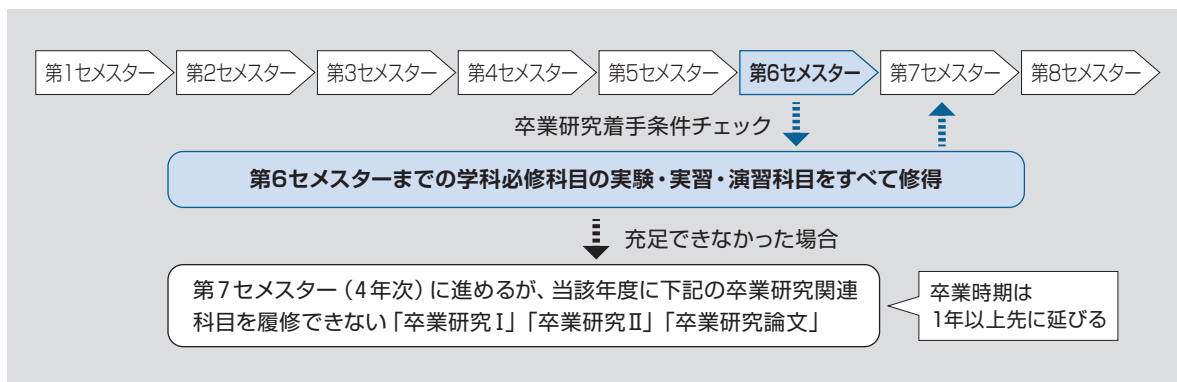 第1セメスター
第2セメスター
第3セメスター
第4セメスター
第5セメスター
第6セメスター
第7セメスター
第8セメスター
卒業研究着手条件チェック
第6セメスターまでの学科必修科目の実験・実習・演習科目をすべて修得
充足できなかった場合
第7セメスター（4年次）に進めるが、当該年度に下記の卒業研究関連
科目を履修できない「卒業研究Ⅰ」「卒業研究Ⅱ」「卒業研究論文」
卒業時期は
1年以上先に延びる